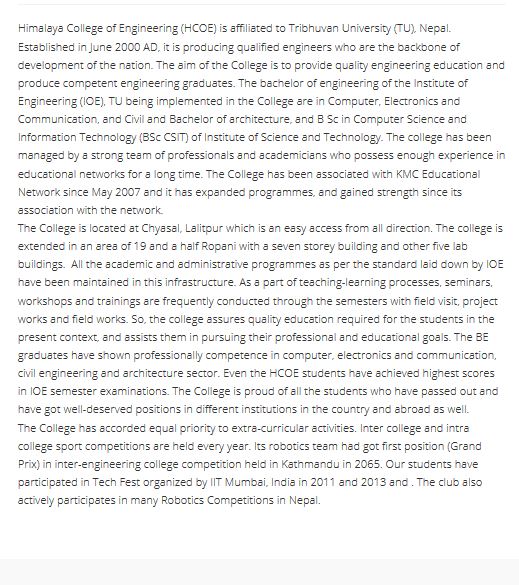 Himalaya College of Engineering (HCOE) is affiliated to Tribhuvan University (TU), Nepal.
Established in June 2000 AD, it is producing qualified engineers who are the backbone of
development of the nation. The aim of the College is to provide quality engineering education and
produce competent engineering graduates. The bachelor of engineering of the Institute of
Engineering (IOE), TU being implemented in the College are in Computer, Electronics and
Communication, and Civil and Bachelor of architecture, and B Sc in Computer Science and
Information Technology (BSc CSIT) of Institute of Science and Technology. The college has been
managed by a strong team of professionals and academicians who possess enough experience in
educational networks for a long time. The College has been associated with KMC Educational
Network since May 2007 and it has expanded programmes, and gained strength since its
association with the network.
The College is located at Chyasal, Lalitpur which is an easy access from all direction. The college is
extended in an area of 19 and a half Ropani with a seven storey building and other five lab
buildings.  All the academic and administrative programmes as per the standard laid down by IOE
have been maintained in this infrastructure. As a part of teaching-learning processes, seminars,
workshops and trainings are frequently conducted through the semesters with field visit, project
works and field works. So, the college assures quality education required for the students in the
present context, and assists them in pursuing their professional and educational goals. The BE
graduates have shown professionally competence in computer, electronics and communication,
civil engineering and architecture sector. Even the HCOE students have achieved highest scores
in IOE semester examinations. The College is proud of all the students who have passed out and
have got well-deserved positions in different institutions in the country and abroad as well.
The College has accorded equal priority to extra-curricular activities. Inter college and intra
college sport competitions are held every year. Its robotics team had got first position (Grand
Prix) in inter-engineering college competition held in Kathmandu in 2065. Our students have
participated in Tech Fest organized by IIT Mumbai, India in 2011 and 2013 and . The club also
actively participates in many Robotics Competitions in Nepal.